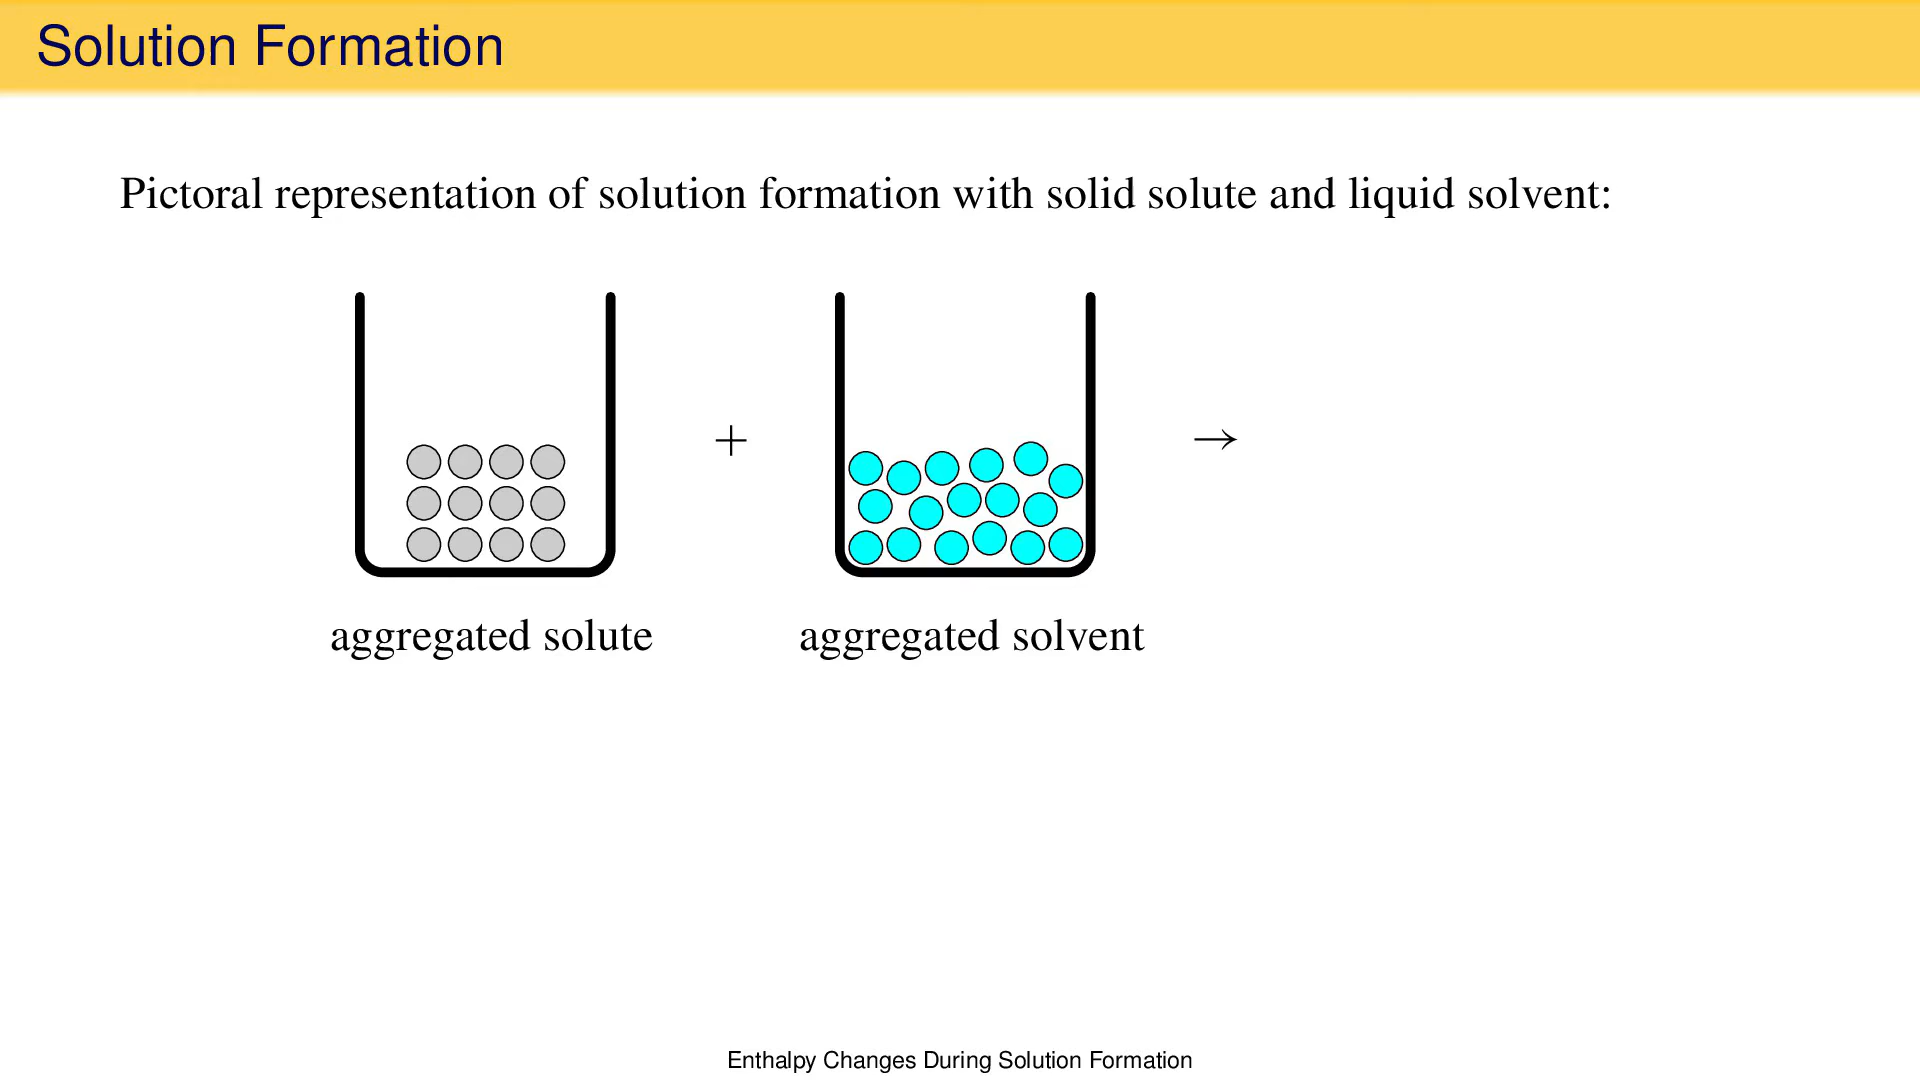 Solution Formation
Pictoral representation of solution formation with solid solute and liquid solvent:
+ →
aggregated solute aggregated solvent
Enthalpy Changes During Solution Formation